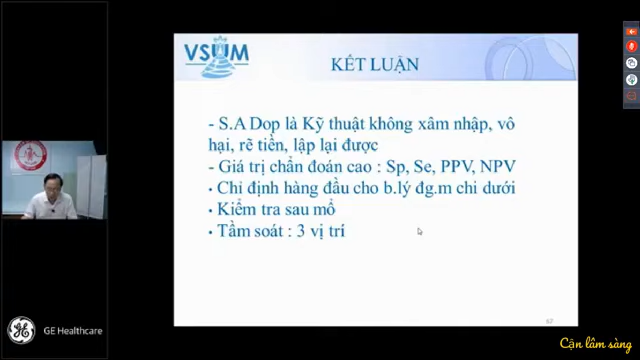 VSUM
KẾT LUẬN
- S.A Dop là Kỹ thuật không xâm nhập, vô
hại, rẽ tiền, lập lại được
- Giá trị chẩn đoán cao : Sp, Se, PPV, NPV
• Chỉ định hàng đầu cho b.lý đg.m chi dưới
• Kiểm tra sau mổ
• Tầm soát : 3 vị trí
67
GE Healthcare
Cận lâm sàng